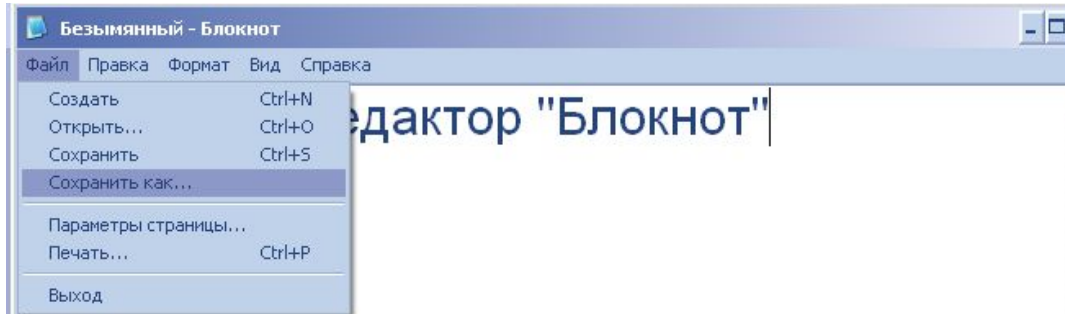 Безымянный - Блокнот
Файл Правка Формат Вид Справка
Создать Ctrl+N
Открыть... Ctrl+O
Сохранить Ctrl+S
Сохранить как...
Параметры страницы...
Печать... Ctrl+P
Выход
"Блокнот"